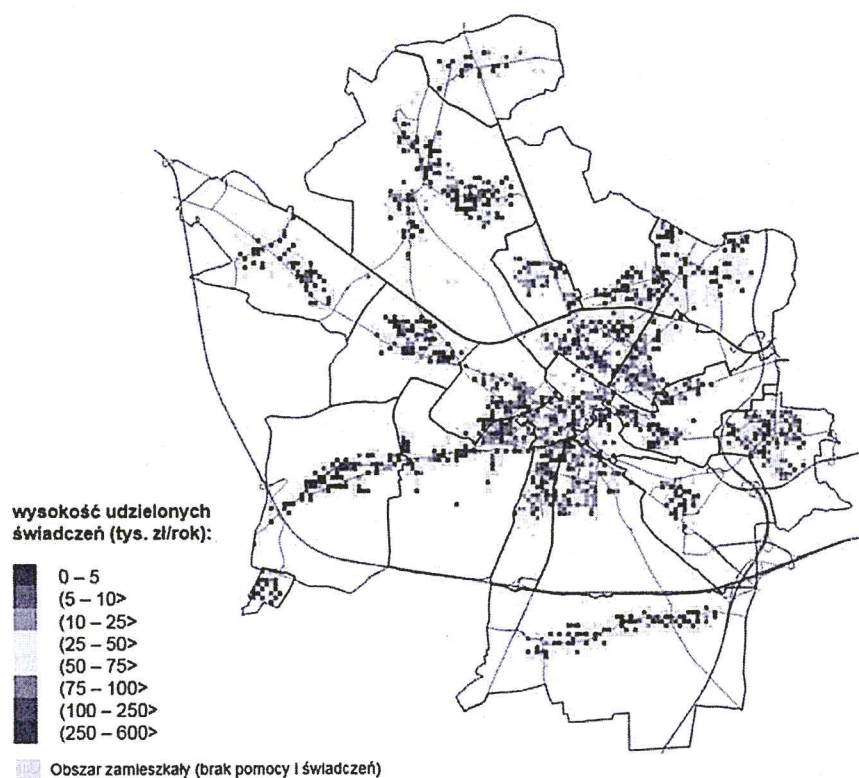 wysokość udzielonych
świadczeń (tys. zł/rok):
0 – 5
(5 – 10>
(10 – 25>
(25 – 50>
(50 – 75>
(75 – 100>
(100 – 250>
(250 – 600>
Obszar zamieszkały (brak pomocy i świadczeń)